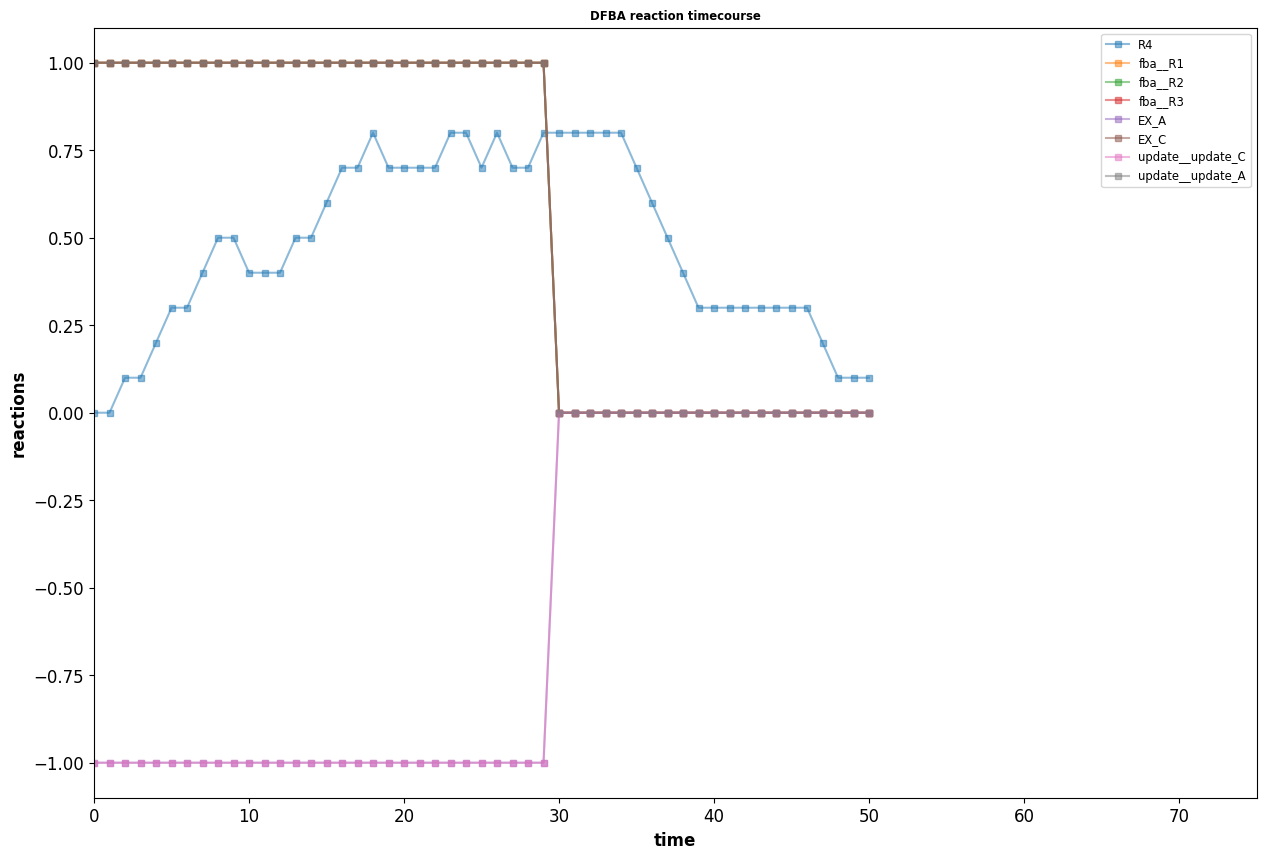 DFBA reaction timecourse
R4
fba__R1
fba__R2
fba__R3
EX_A
EX_C
update__update_C
update__update_A
1.00
0.75
0.50
0.25
0.00
−0.25
−0.50
−0.75
−1.00
reactions
0 10 20 30 40 50 60 70
time